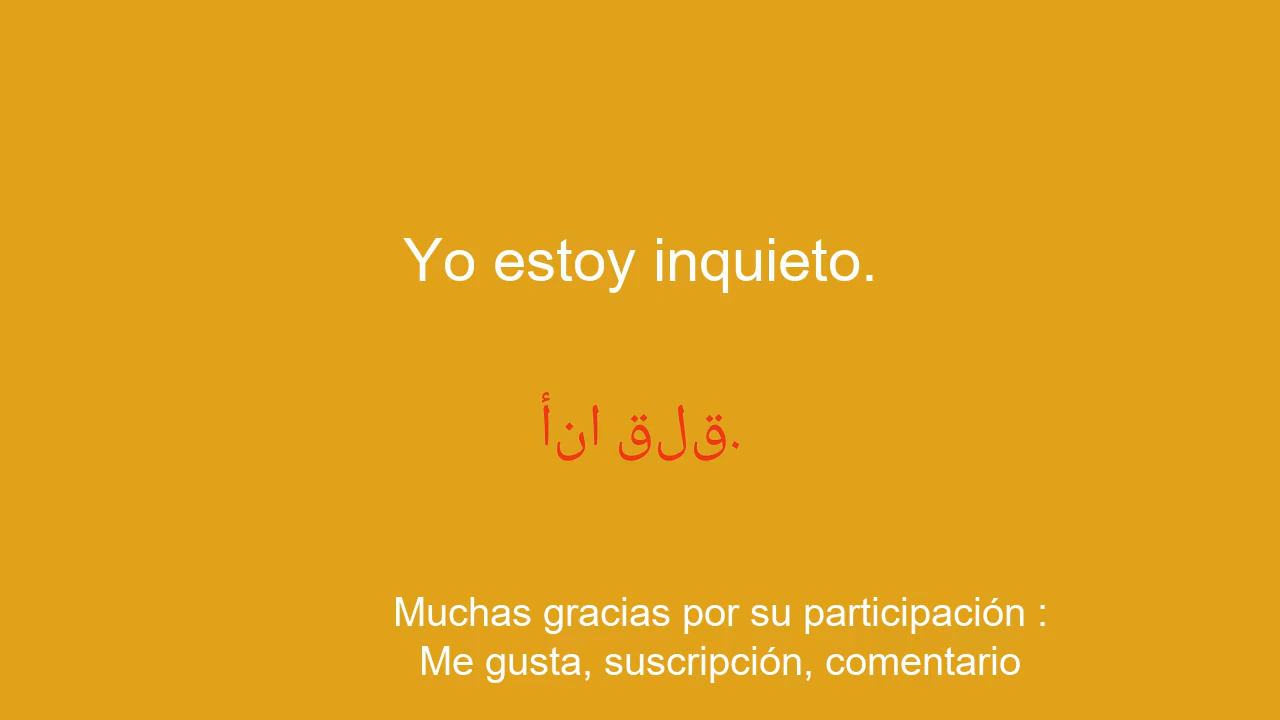 Yo estoy inquieto.
أنا قلق.
Muchas gracias por su participación :
Me gusta, suscripción, comentario